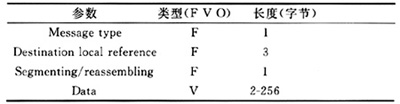 参数 类型(F V O) 长度(字节)
Message type F 1
Destination local reference F 3
Segmenting/reassembling F 1
Data V 2-256